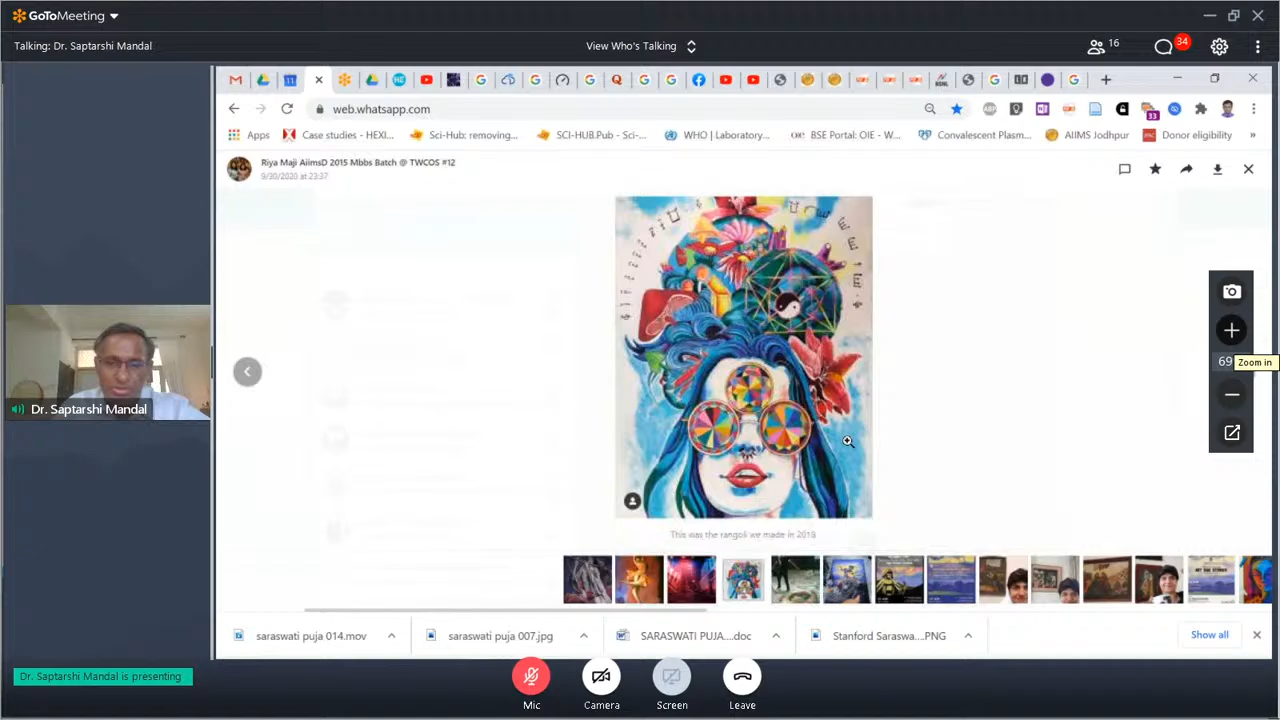 GoToMeeting
Talking: Dr. Saptarshi Mandal
View Who's Talking
16
34
web.whatsapp.com
33
Apps
Case studies - HEXI...
Sci-Hub: removing...
SCI-HUB.Pub - Sci-...
WHO | Laboratory...
BSE Portal: OIE - W...
Convalescent Plasm...
AIIMS Jodhpur
Donor eligibility
»
Riya Maji AiimsD 2015 Mbbs Batch @ TWCOS #12
9/30/2020 at 23:37
69
Zoom in
Dr. Saptarshi Mandal
This was the rangoli we made in 2018
saraswati puja 014.mov
saraswati puja 007.jpg
SARASWATI PUJA....doc
Stanford Saraswa....PNG
Show all
Dr. Saptarshi Mandal is presenting
Mic
Camera
Screen
Leave